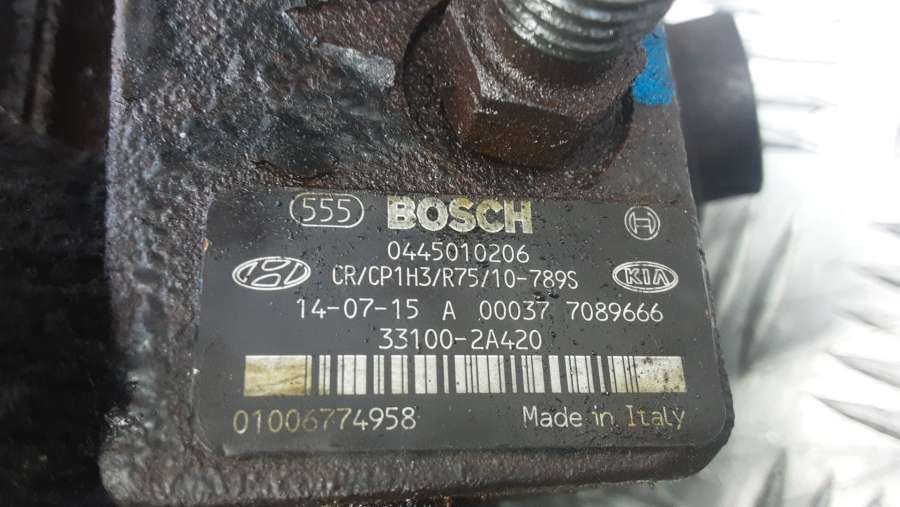 555 BOSCH
0445010206
CR/CP1H3/R75/10-789S KIA
14-07-15 A 00037 7089666
33100-2A420
01006774958 Made in Italy